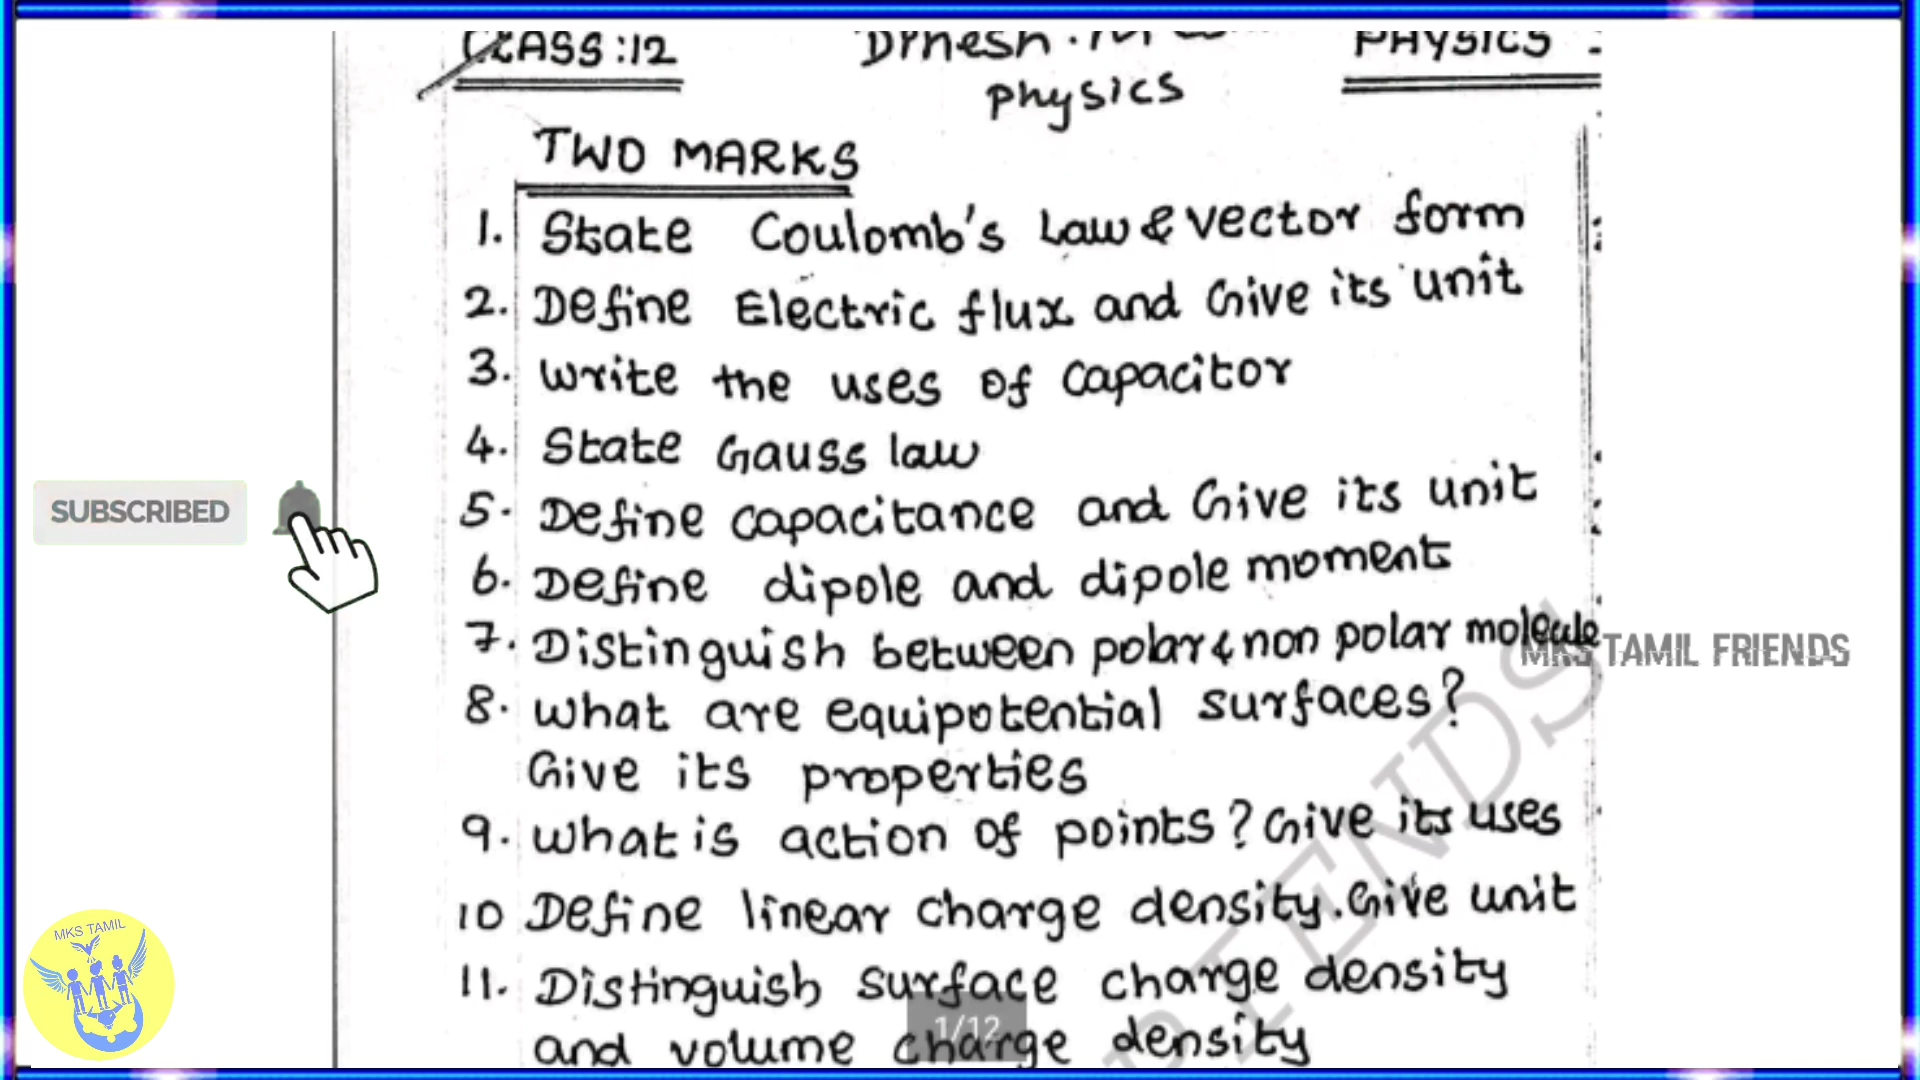 CLASS:12
Dinesh.M
PHYSICS -
Physics
TWO MARKS
1. State Coulomb's Law & Vector form
2. Define Electric flux and Give its unit
3. Write the uses of capacitor
4. State Gauss law
5. Define capacitance and Give its unit
6. Define dipole and dipole moment
7. Distinguish between polar & non polar molecule
8. What are equipotential surfaces?
Give its properties
9. What is action of points? Give its uses
10 Define linear charge density. Give unit
11. Distinguish surface charge density
and volume charge density
SUBSCRIBED
MKS TAMIL FRIENDS
MKS TAMIL
1/12
RIENDS